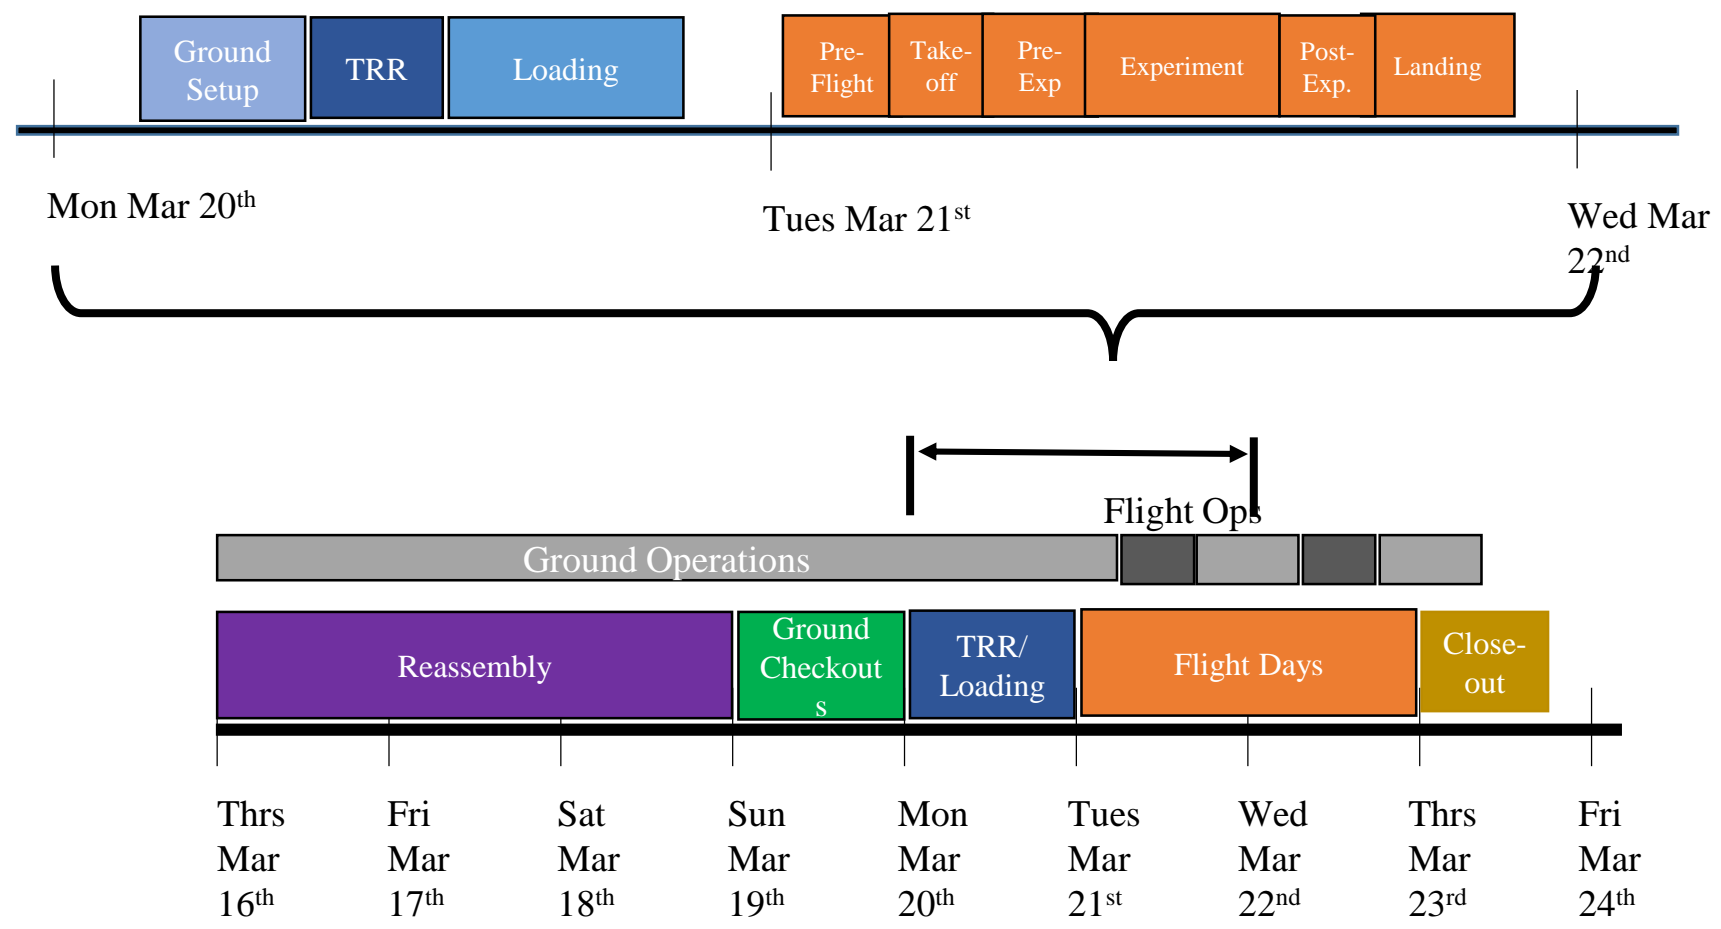 Ground
Setup
TRR
Loading
Pre-
Flight
Take-
off
Pre-
Exp
Experiment
Post-
Exp.
Landing
Mon Mar 20th
Tues Mar 21st
Wed Mar
22nd
Flight Ops
Ground Operations
Reassembly
Ground
Checkout
s
TRR/
Loading
Flight Days
Close-
out
Thrs
Mar
16th
Fri
Mar
17th
Sat
Mar
18th
Sun
Mar
19th
Mon
Mar
20th
Tues
Mar
21st
Wed
Mar
22nd
Thrs
Mar
23rd
Fri
Mar
24th